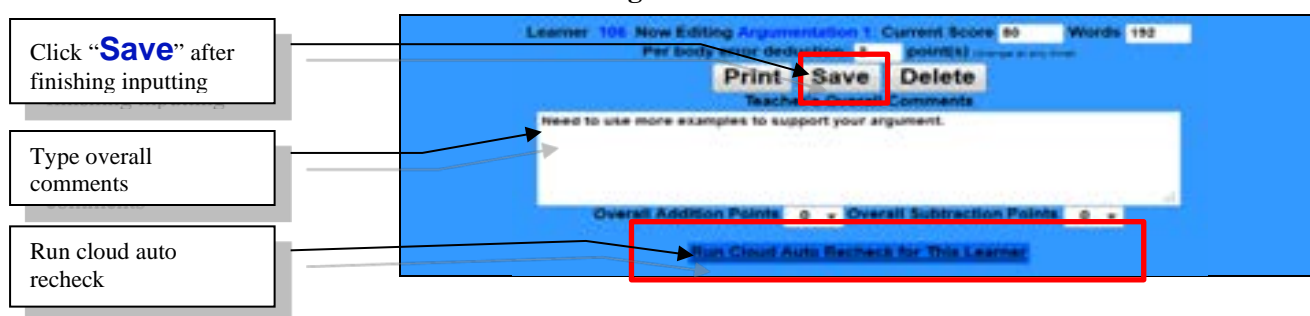 Click “Save” after
finishing inputting
Type overall
comments
Run cloud auto
recheck
Learner 106 Now Editing Argumentation 1 Current Score 80 Words 192
Per body error deduction point(s)
Print Save Delete
Teacher's Overall Comments
Need to use more examples to support your argument.
Overall Addition Points 0 Overall Subtraction Points 0
Run Cloud Auto Recheck for This Learner